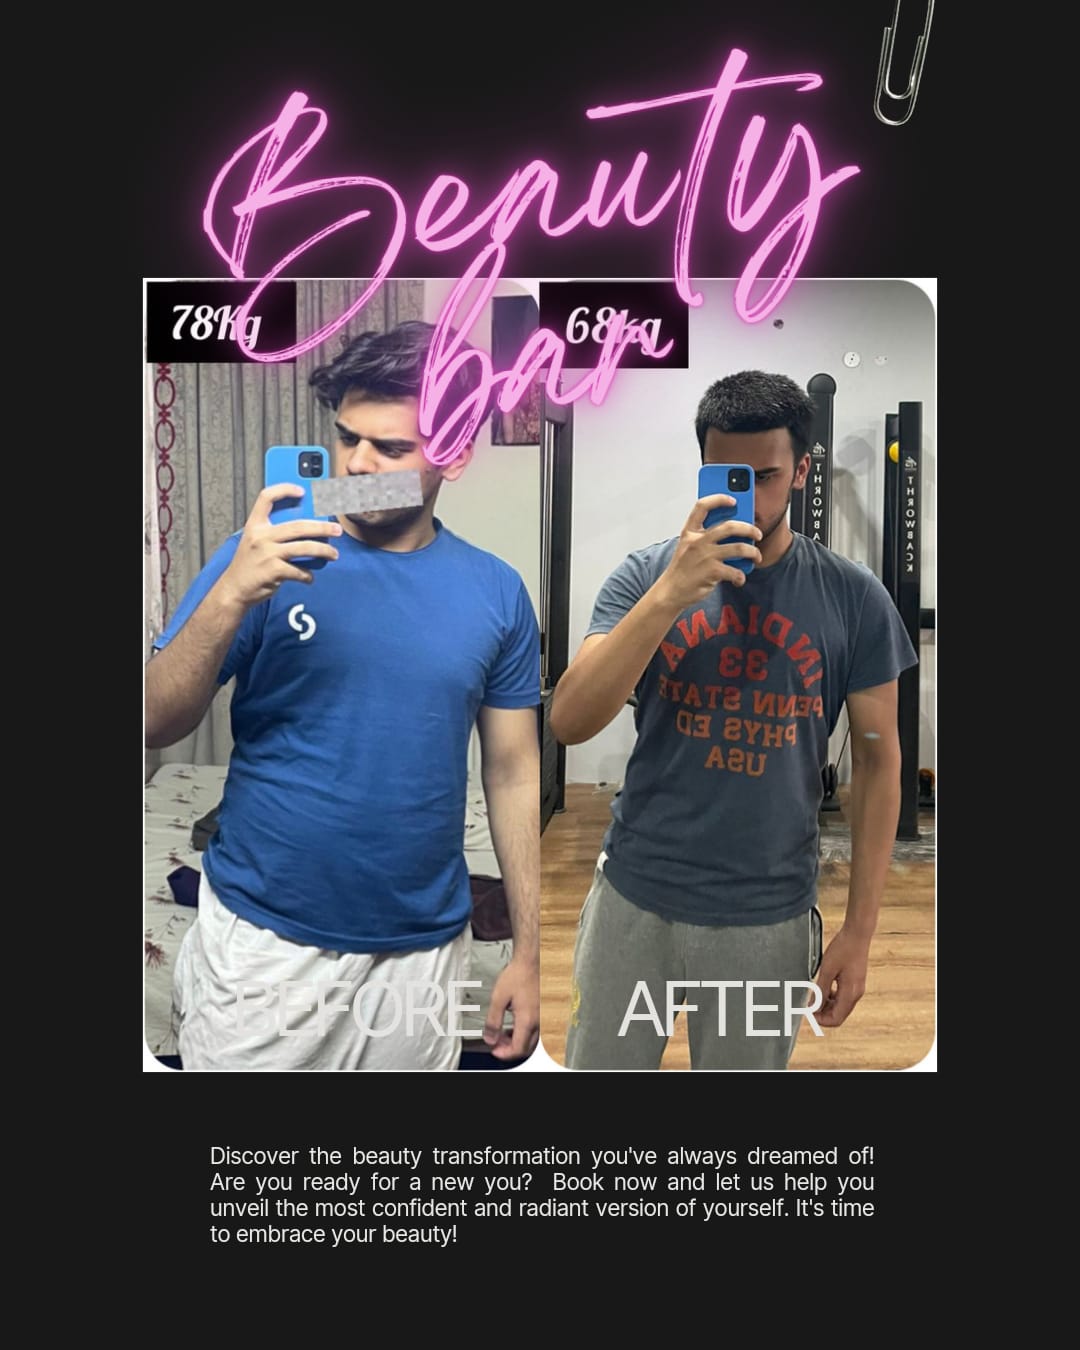 Beauty
bar
78Kg
68kg
THROWBACK
INDIANA
33
PENN STATE
PHYS ED
USA
BEFORE
AFTER
Discover the beauty transformation you've always dreamed of!
Are you ready for a new you? Book now and let us help you
unveil the most confident and radiant version of yourself. It's time
to embrace your beauty!